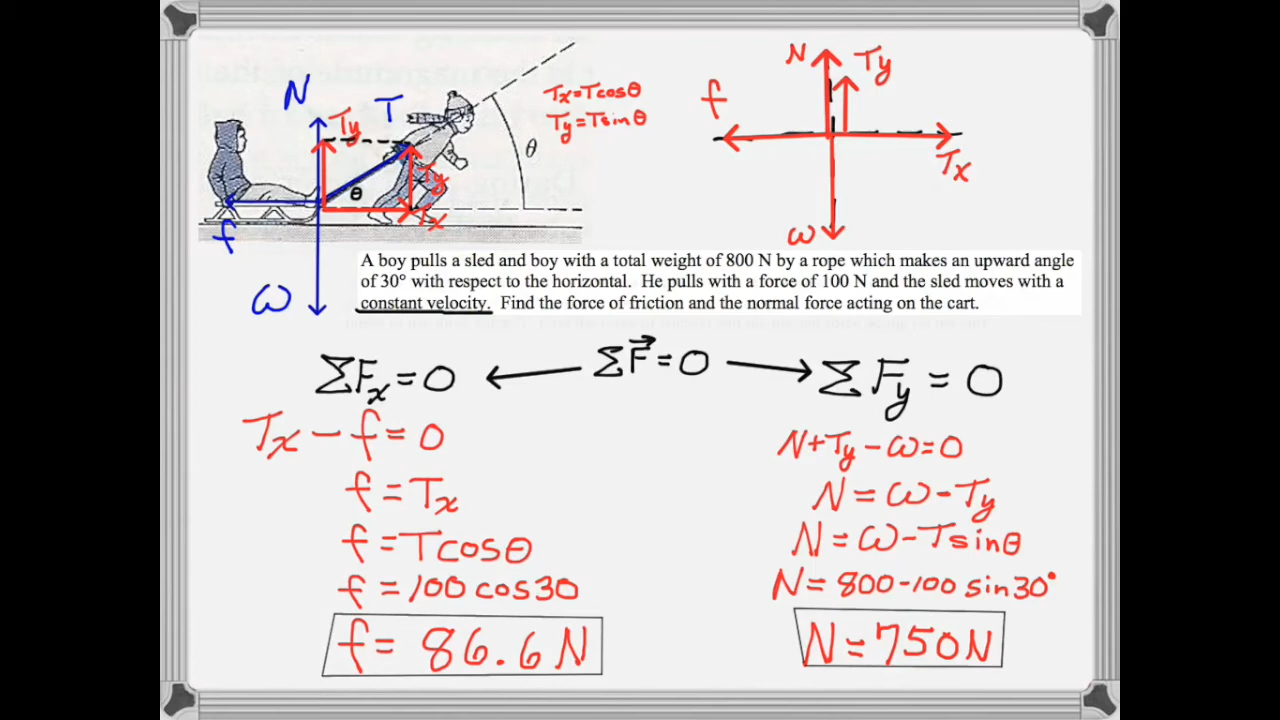 N
Ty
T
Tx=Tcosθ
Ty=Tsinθ
θ
θ
Ty
Tx
f
ω
N
Ty
f
Tx
ω
A boy pulls a sled and boy with a total weight of 800 N by a rope which makes an upward angle
of 30° with respect to the horizontal. He pulls with a force of 100 N and the sled moves with a
constant velocity. Find the force of friction and the normal force acting on the cart.
ΣFx=0
ΣF⃗=0
ΣFy=0
Tx-f=0
f=Tx
f=Tcosθ
f=100cos30
f=86.6N
N+Ty-ω=0
N=ω-Ty
N=ω-Tsinθ
N=800-100sin30°
N=750N